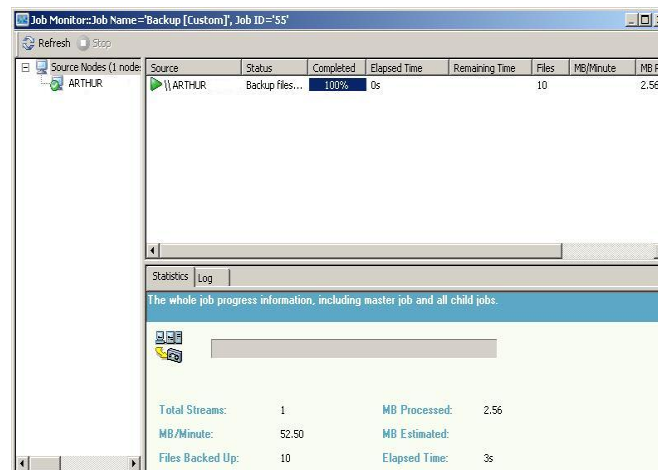 Job Monitor::Job Name='Backup [Custom]', Job ID='55'
Refresh Stop
Source Nodes (1 node
ARTHUR
Source Status Completed Elapsed Time Remaining Time Files MB/Minute MB
\\ARTHUR Backup files... 100% 0s 10 2.56
Statistics Log
The whole job progress information, including master job and all child jobs.
Total Streams: 1 MB Processed: 2.56
MB/Minute: 52.50 MB Estimated:
Files Backed Up: 10 Elapsed Time: 3s